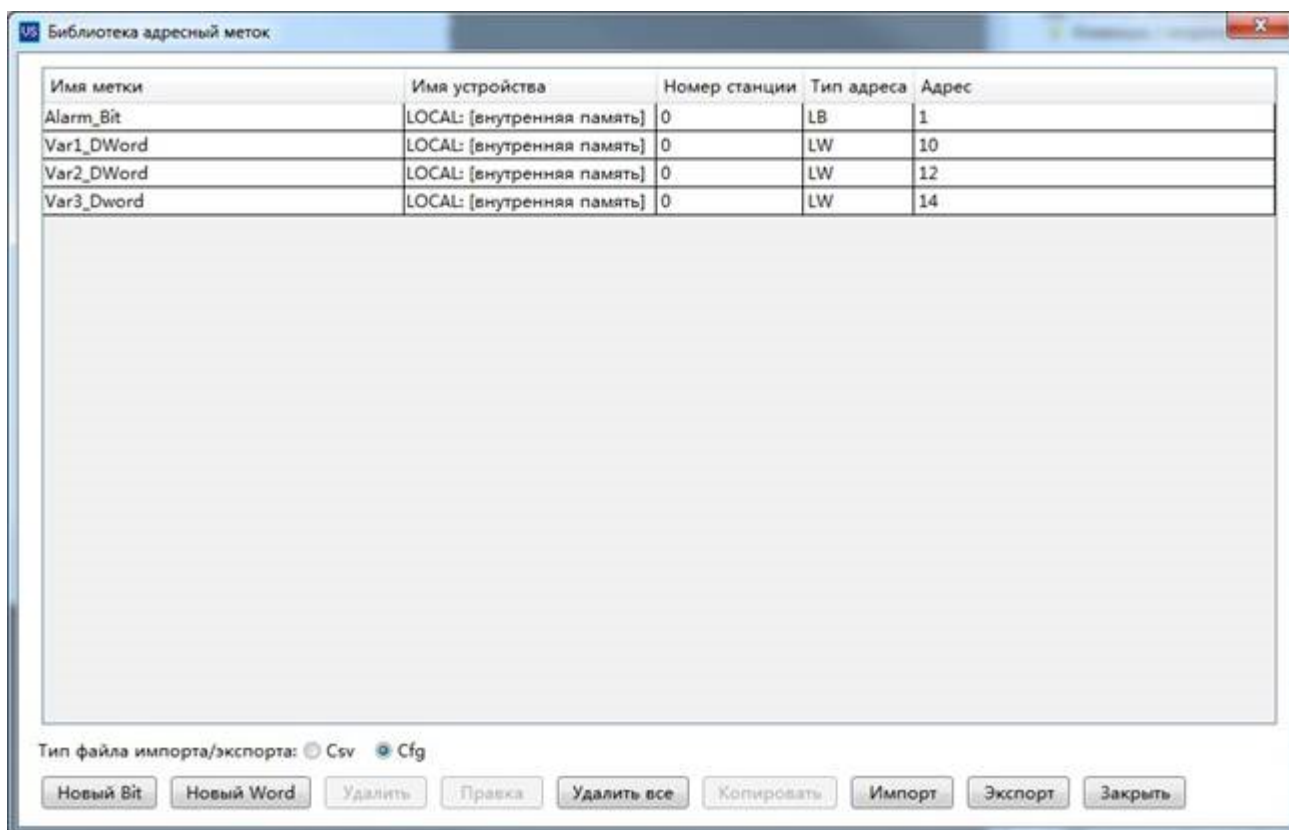 US Библиотека адресный меток
Имя метки Имя устройства Номер станции Тип адреса Адрес
Alarm_Bit LOCAL: [внутренняя память] 0 LB 1
Var1_DWord LOCAL: [внутренняя память] 0 LW 10
Var2_DWord LOCAL: [внутренняя память] 0 LW 12
Var3_Dword LOCAL: [внутренняя память] 0 LW 14
Тип файла импорта/экспорта: Csv Cfg
Новый Bit Новый Word Удалить Правка Удалить все Копировать Импорт Экспорт Закрыть